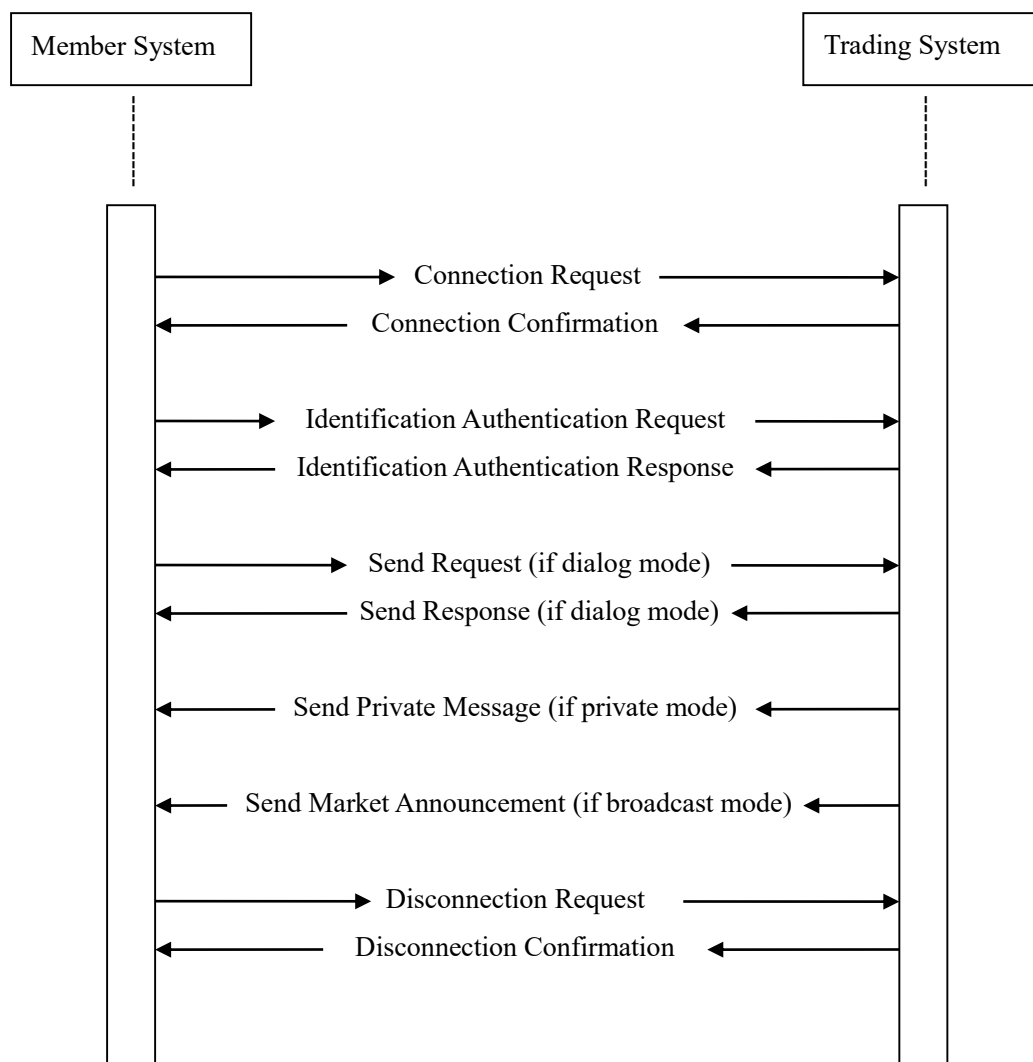 Member System
Trading System
Connection Request
Connection Confirmation
Identification Authentication Request
Identification Authentication Response
Send Request (if dialog mode)
Send Response (if dialog mode)
Send Private Message (if private mode)
Send Market Announcement (if broadcast mode)
Disconnection Request
Disconnection Confirmation